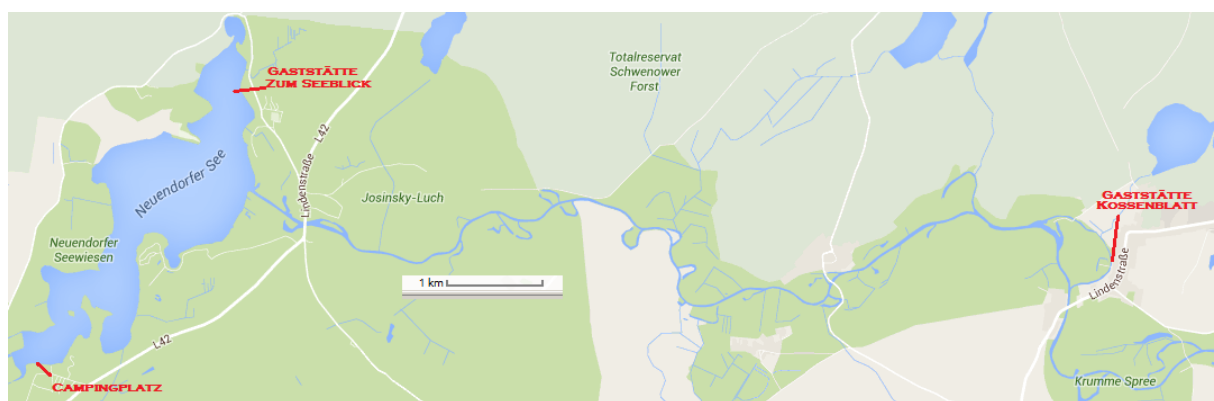 Gaststätte
Zum Seeblick
Neuendorfer See
Lindenstraße
L42
Josinsky-Luch
Neuendorfer
Seewiesen
L42
Campingplatz
1 km
Totalreservat
Schwenower
Forst
Gaststätte
Kossenblatt
Lindenstraße
Krumme Spree